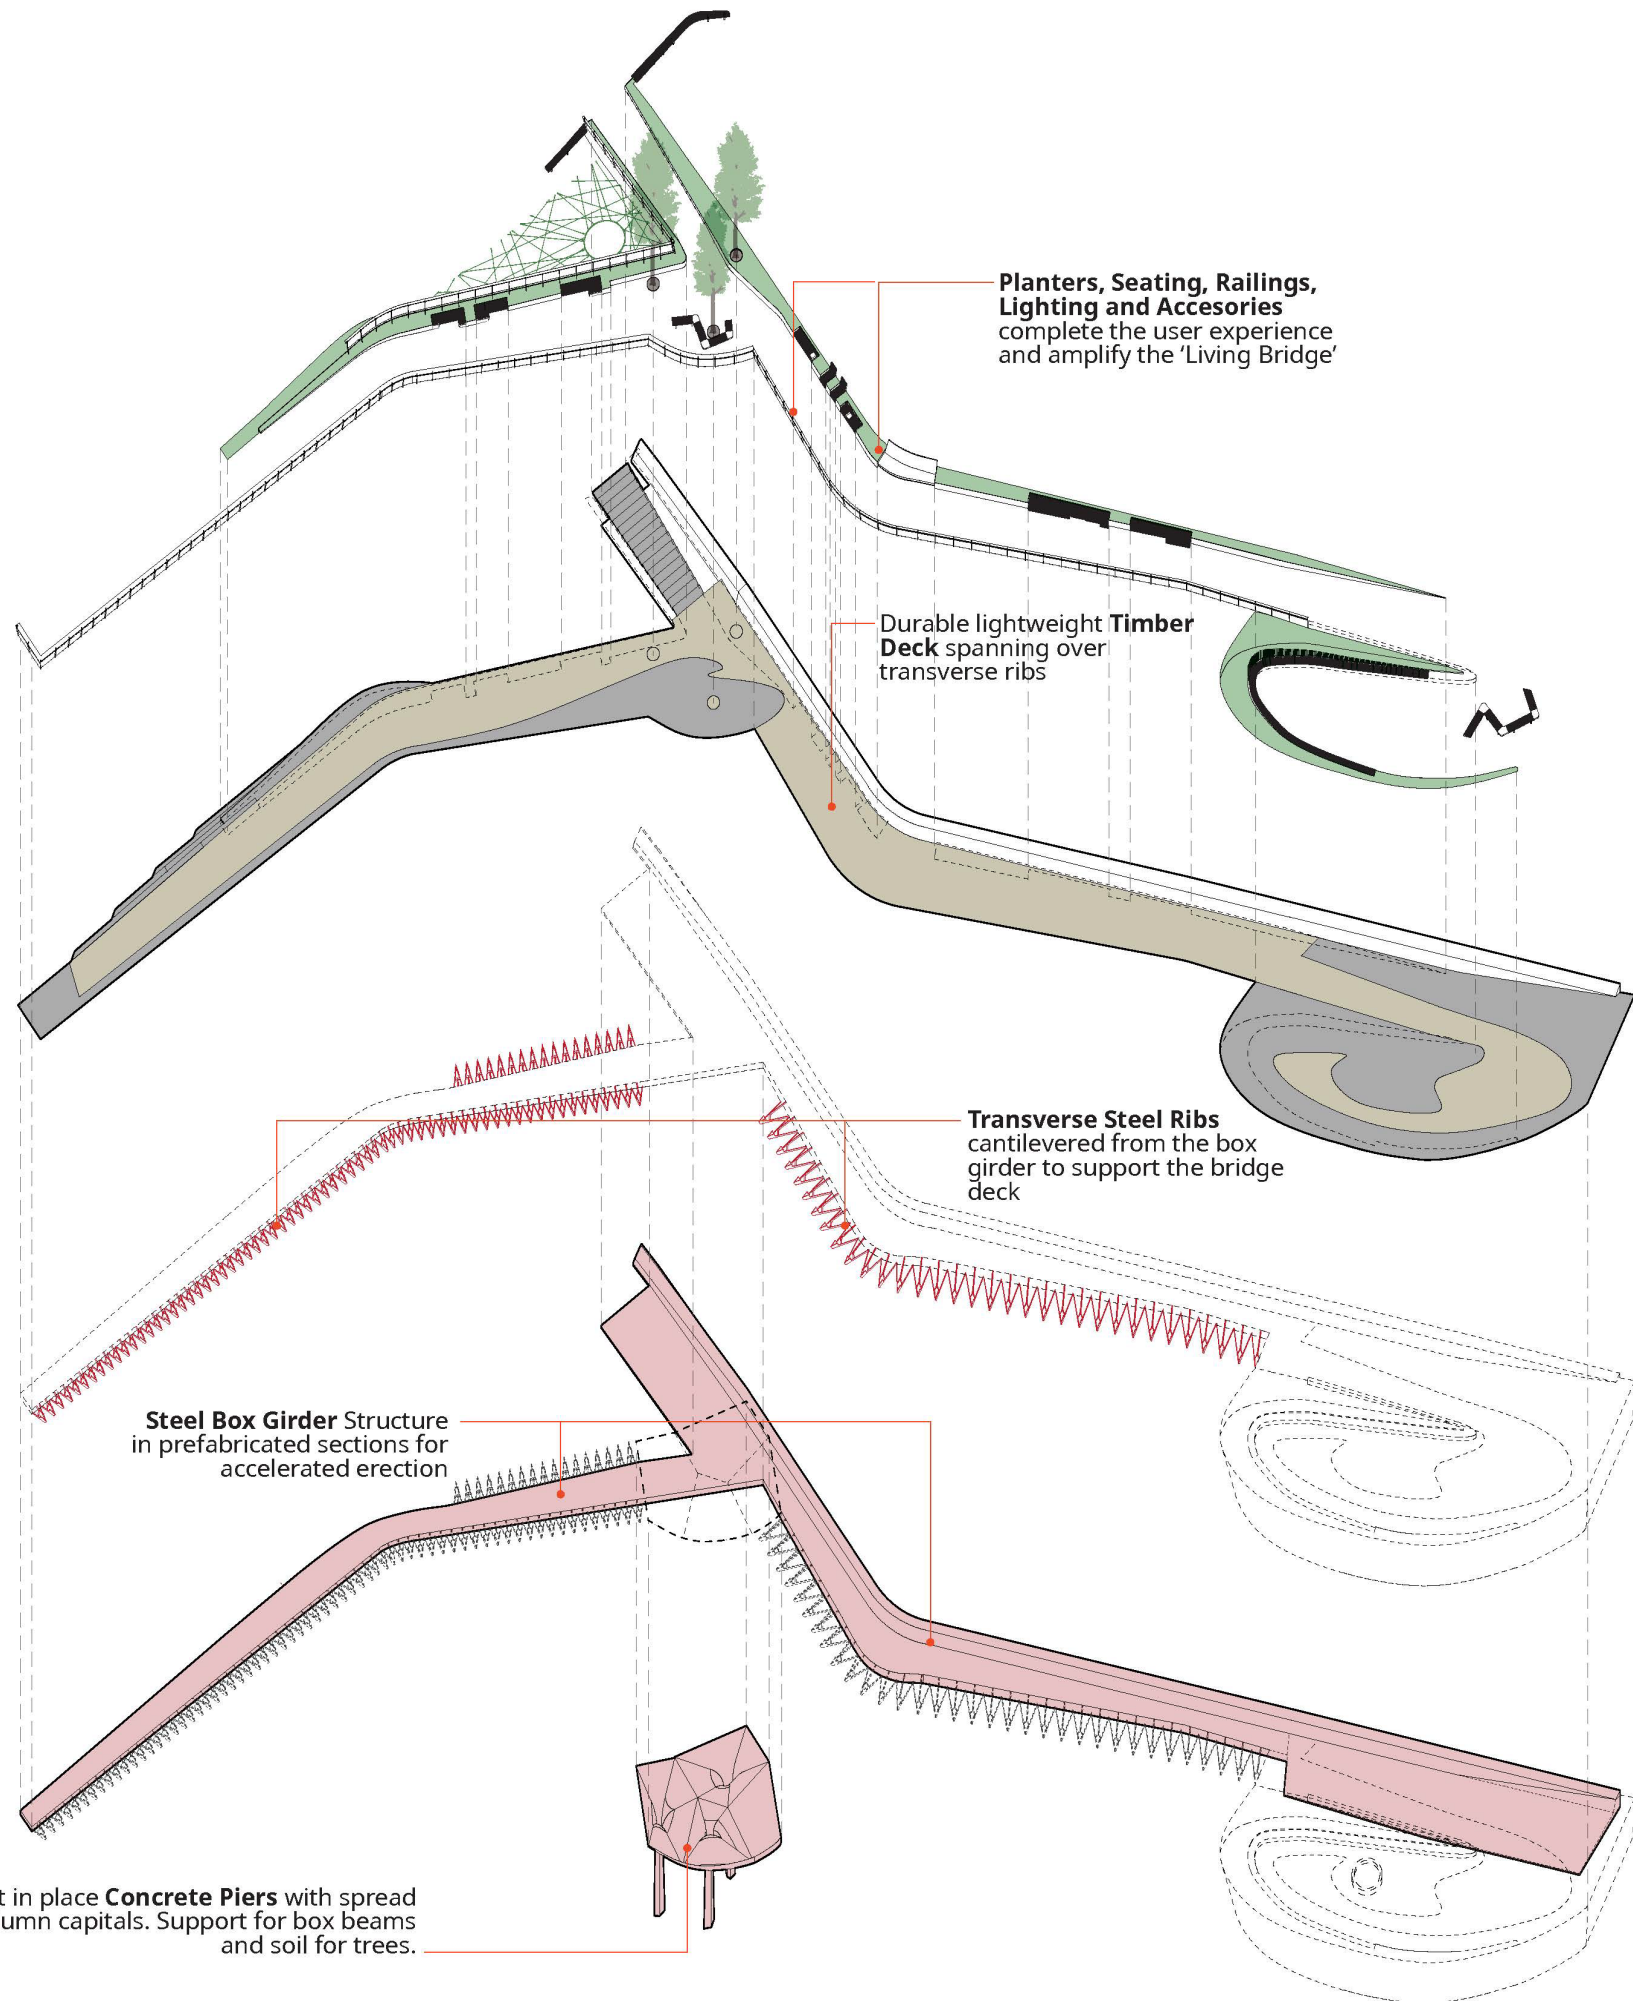 Planters, Seating, Railings,
Lighting and Accesories
complete the user experience
and amplify the ‘Living Bridge’
Durable lightweight Timber
Deck spanning over
transverse ribs
Transverse Steel Ribs
cantilevered from the box
girder to support the bridge
deck
Steel Box Girder Structure
in prefabricated sections for
accelerated erection
in place Concrete Piers with spread
capitals. Support for box beams
and soil for trees.